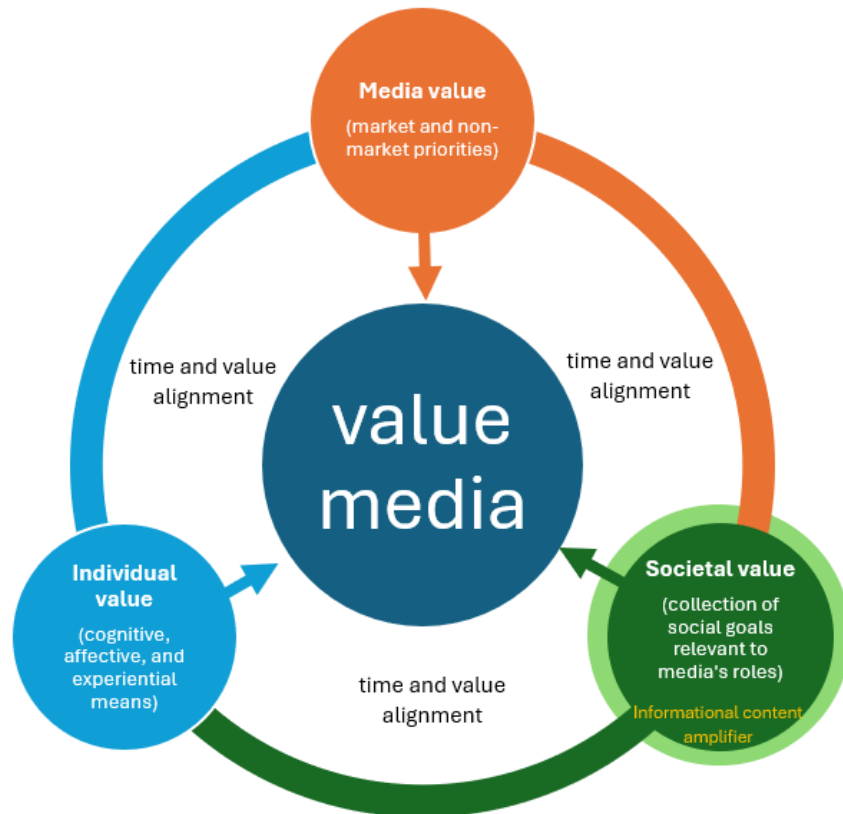 Media value
(market and non-
market priorities)
time and value
alignment
time and value
alignment
value
media
Individual
value
(cognitive,
affective, and
experiential
means)
Societal value
(collection of
social goals
relevant to
media's roles)
Informational content
amplifier
time and value
alignment